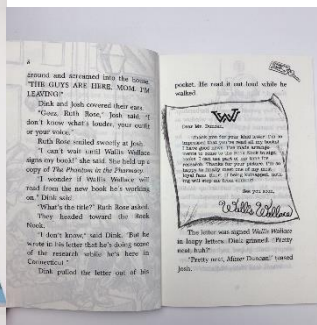 6
around and screamed into the house,
"THE GUYS ARE HERE, MOM. I'M
LEAVING!"
Dink and Josh covered their ears.
"Geez, Ruth Rose," Josh said. "I
don't know what's louder, your outfit
or your voice."
Ruth Rose smiled sweetly at Josh.
"I can't wait until Wallis Wallace
signs my book!" she said. She held up a
copy of The Phantom in the Pharmacy.
"I wonder if Wallis Wallace will
read from the new book he's working
on," Dink said.
"What's the title?" Ruth Rose asked.
They headed toward the Book
Nook.
"I don't know," said Dink. "But he
wrote in his letter that he's doing some
of the research while he's here in
Connecticut."
Dink pulled the letter out of his
pocket. He read it out loud while he
walked.
W
Dear Mr. Duncan,
See you soon,
Wallis Wallace
The letter was signed Wallis Wallace
in loopy letters. Dink grinned. "Pretty
neat, huh?"
"Pretty neat, Mister Duncan!" teased
Josh.